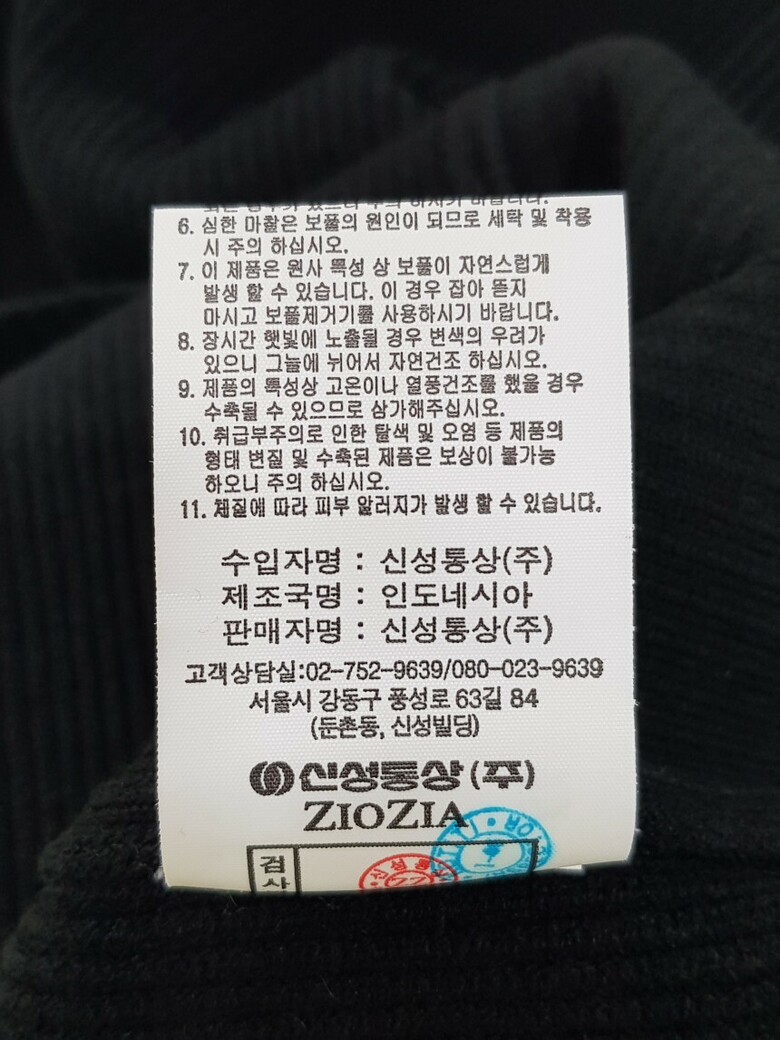 6. 심한 마찰은 보풀의 원인이 되므로 세탁 및 착용
시 주의 하십시오.
7. 이 제품은 원사 특성 상 보풀이 자연스럽게
발생 할 수 있습니다. 이 경우 잡아 뜯지
마시고 보풀제거기를 사용하시기 바랍니다.
8. 장시간 햇빛에 노출될 경우 변색의 우려가
있으니 그늘에 뉘어서 자연건조 하십시오.
9. 제품의 특성상 고온이나 열풍건조를 했을 경우
수축될 수 있으므로 삼가해주십시오.
10. 취급부주의로 인한 탈색 및 오염 등 제품의
형태 변질 및 수축된 제품은 보상이 불가능
하오니 주의 하십시오.
11. 체질에 따라 피부 알러지가 발생 할 수 있습니다.
수입자명 : 신성통상(주)
제조국명 : 인도네시아
판매자명 : 신성통상(주)
고객상담실:02-752-9639/080-023-9639
서울시 강동구 풍성로 63길 84
(둔촌동, 신성빌딩)
신성통상(주)
ZIOZIA
검